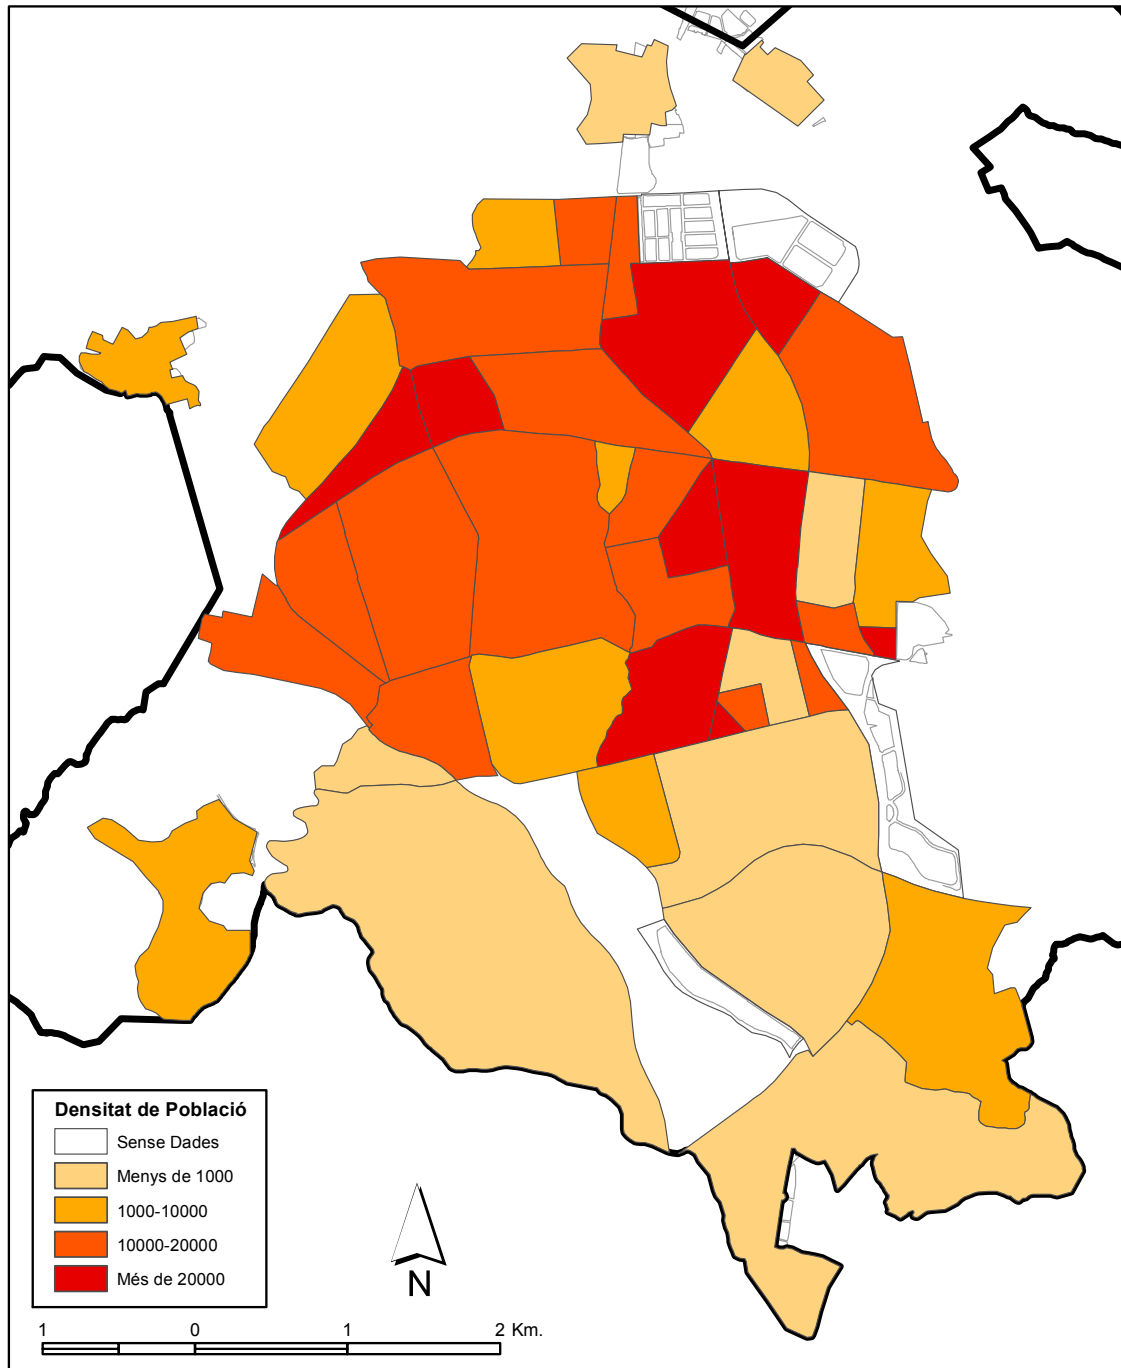 Densitat de Població
Sense Dades
Menys de 1000
1000-10000
10000-20000
Més de 20000
N
1 0 1 2 Km.